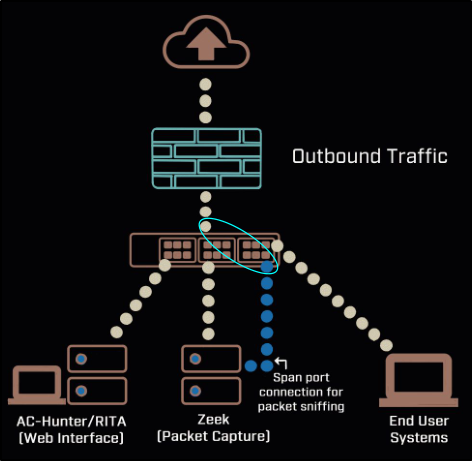 Outbound Traffic
Span port
connection for
packet sniffing
AC-Hunter/RITA
(Web Interface)
Zeek
(Packet Capture)
End User
Systems